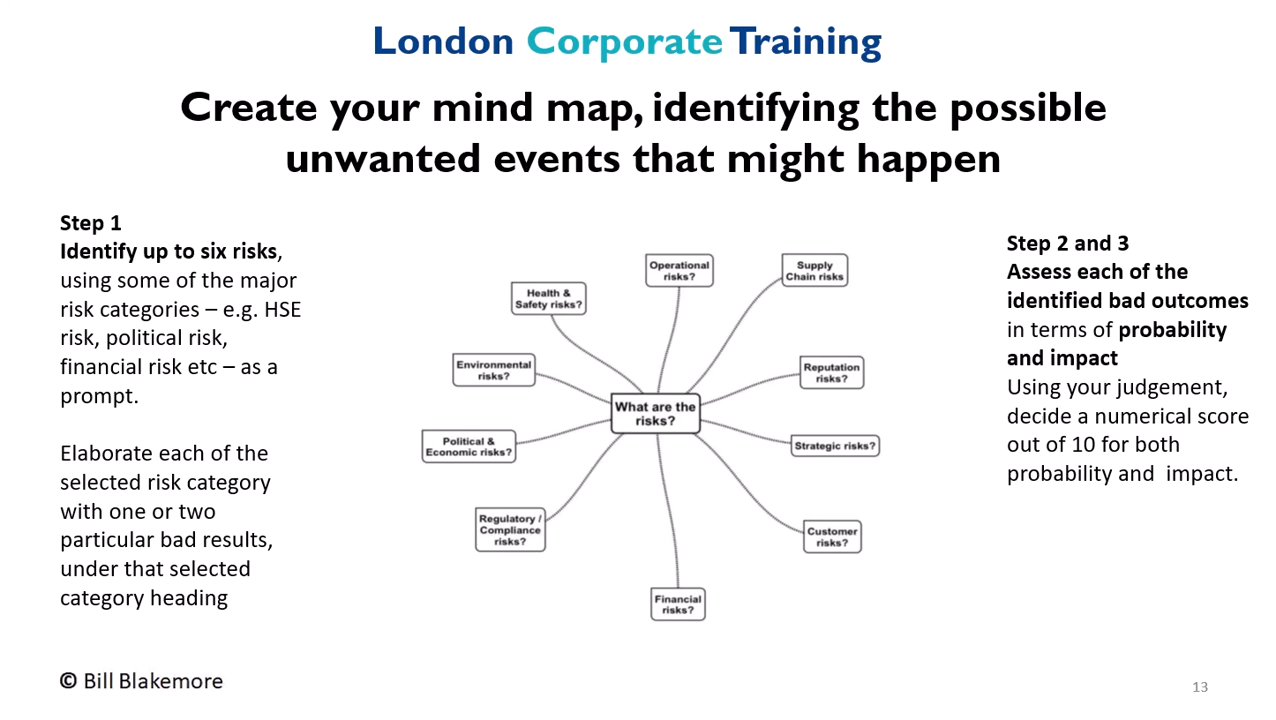 London Corporate Training
Create your mind map, identifying the possible
unwanted events that might happen
Step 1
Identify up to six risks,
using some of the major
risk categories – e.g. HSE
risk, political risk,
financial risk etc – as a
prompt.
Elaborate each of the
selected risk category
with one or two
particular bad results,
under that selected
category heading
Operational
risks?
Supply
Chain risks
Health &
Safety risks?
Environmental
risks?
Reputation
risks?
What are the
risks?
Political &
Economic risks?
Strategic risks?
Regulatory /
Compliance
risks?
Customer
risks?
Financial
risks?
Step 2 and 3
Assess each of the
identified bad outcomes
in terms of probability
and impact
Using your judgement,
decide a numerical score
out of 10 for both
probability and  impact.
© Bill Blakemore
13